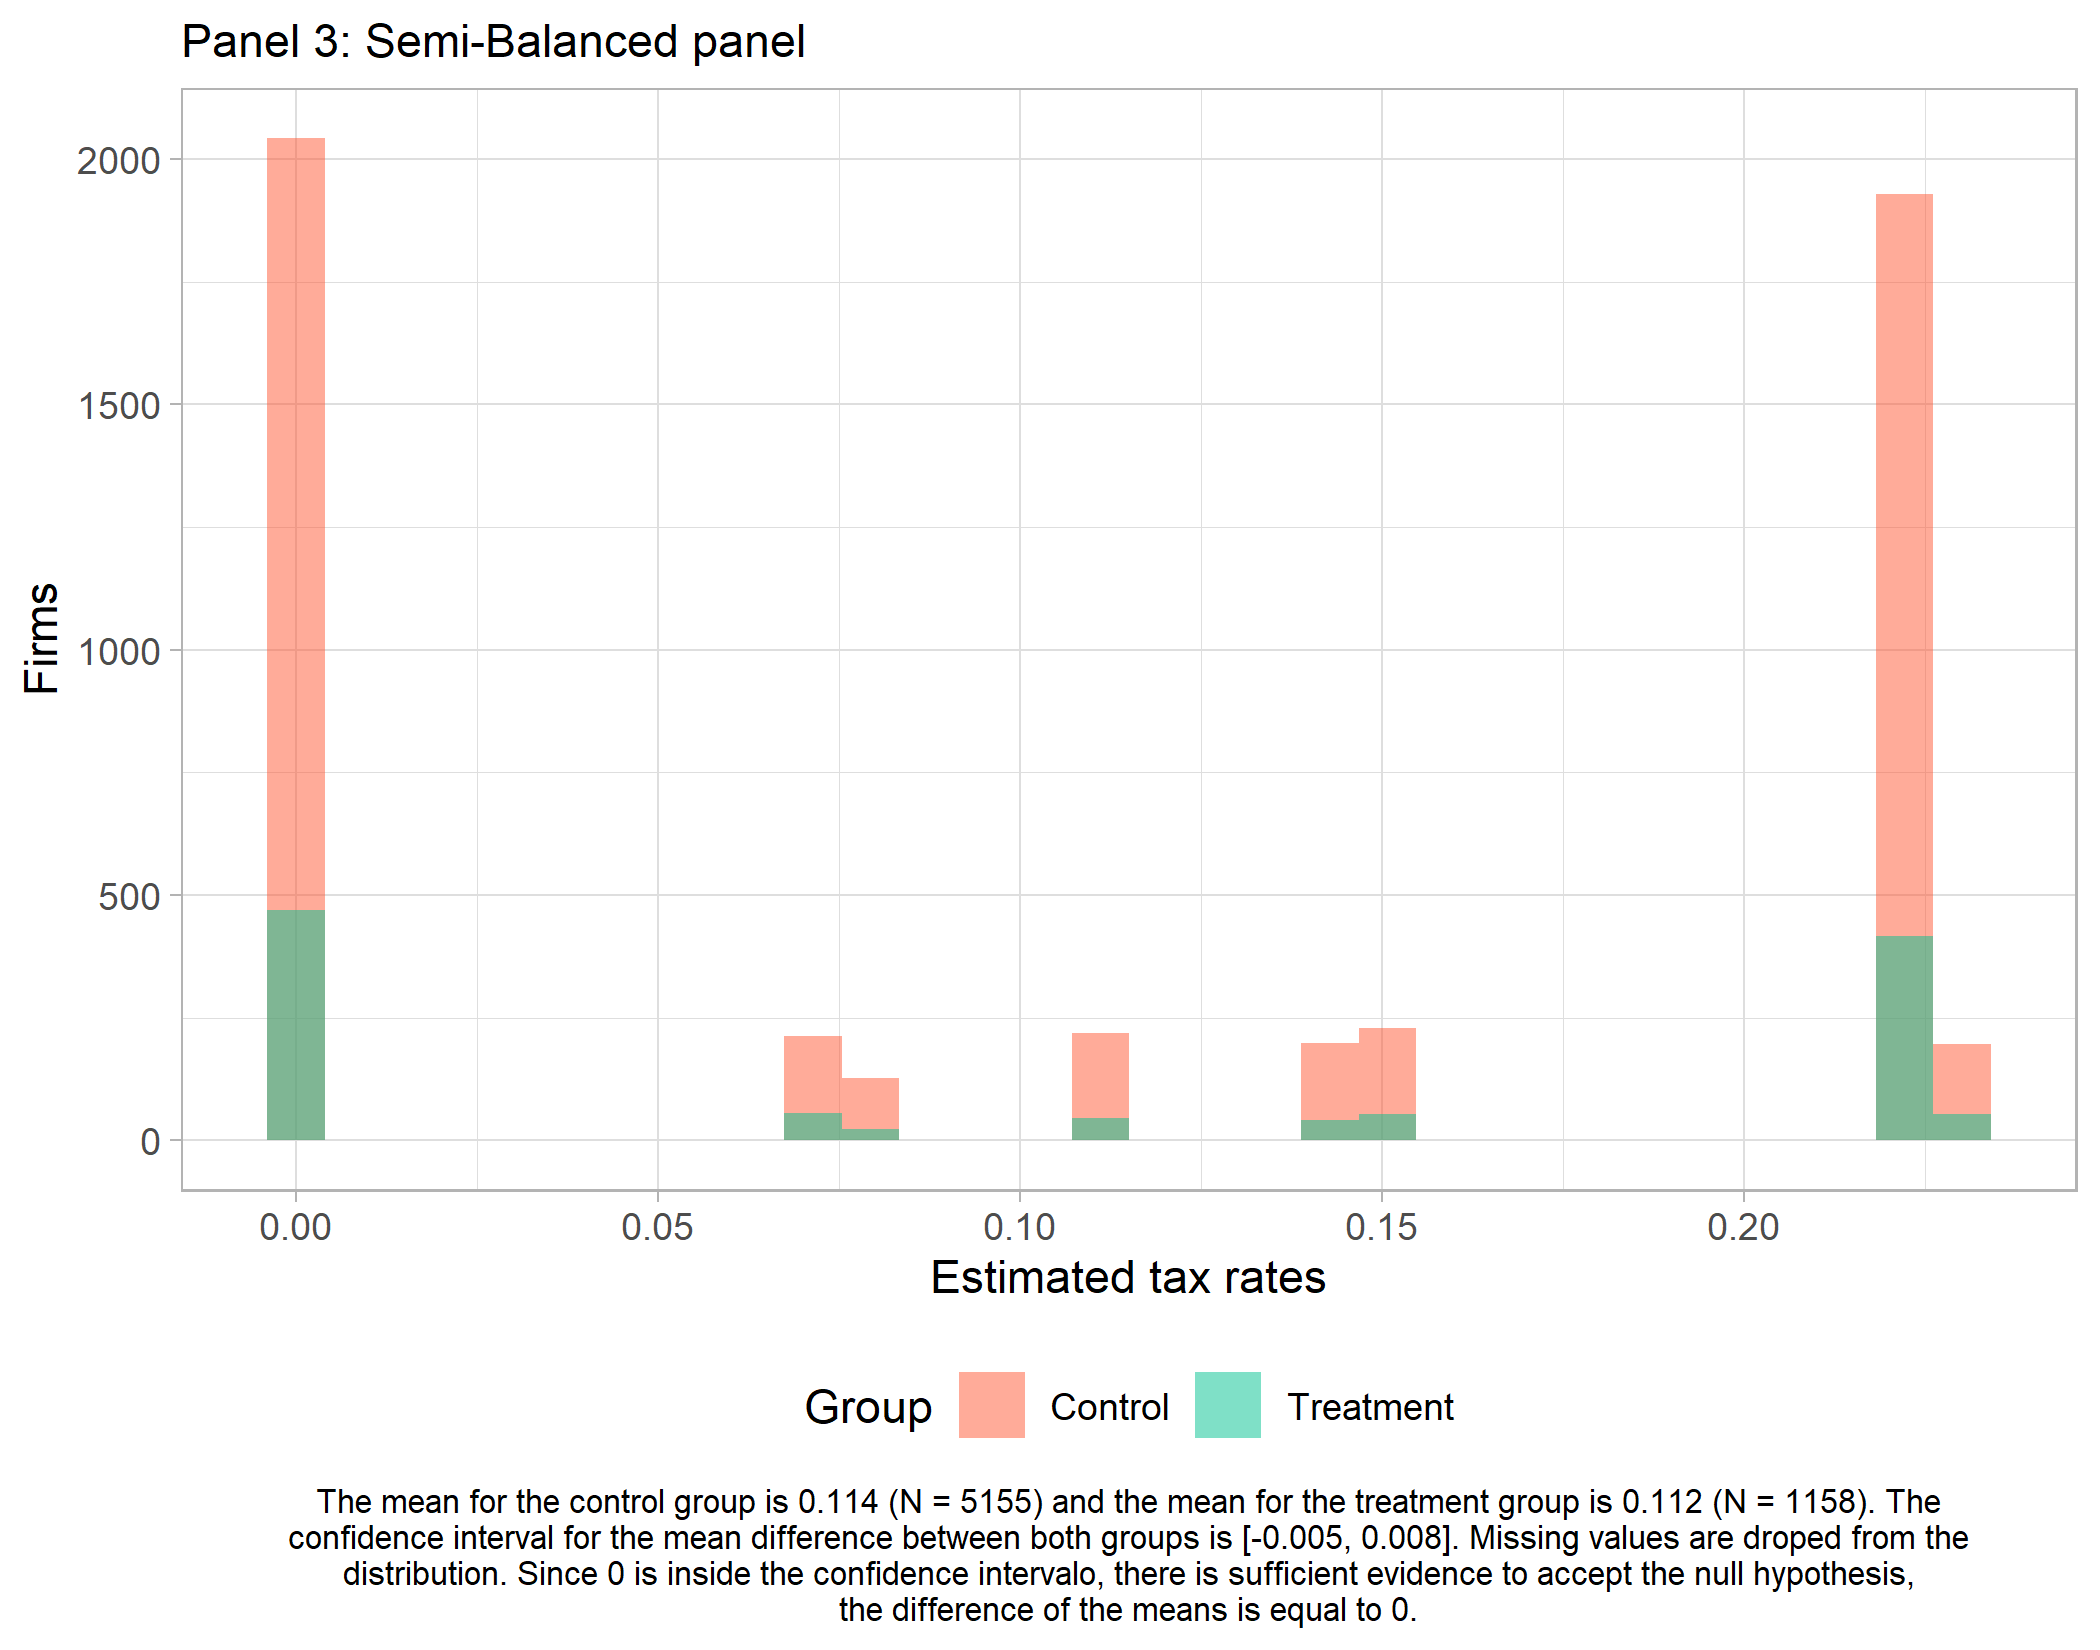 Panel 3: Semi-Balanced panel
2000
1500
1000
500
0
Firms
0.00 0.05 0.10 0.15 0.20
Estimated tax rates
Group Control Treatment
The mean for the control group is 0.114 (N = 5155) and the mean for the treatment group is 0.112 (N = 1158). The
confidence interval for the mean difference between both groups is [-0.005, 0.008]. Missing values are droped from the
distribution. Since 0 is inside the confidence intervalo, there is sufficient evidence to accept the null hypothesis,
the difference of the means is equal to 0.